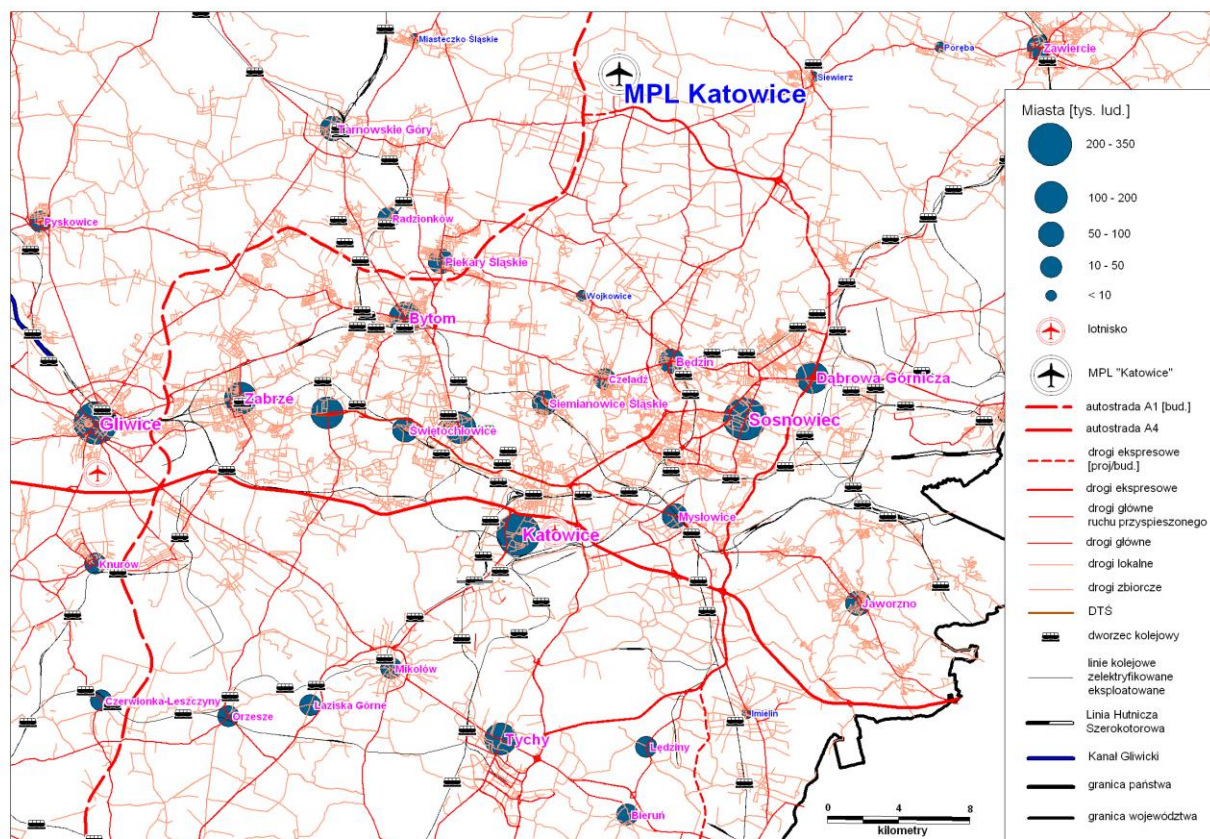 Miasteczko Śląskie
Poręba
Zawiercie
Siewierz
MPL Katowice
Tarnowskie Góry
Pyskowice
Radzionków
Piekary Śląskie
Wojkowice
Bytom
Będzin
Czeladź
Dąbrowa-Górnicza
Zabrze
Siemianowice Śląskie
Sosnowiec
Gliwice
Świętochłowice
Mysłowice
Katowice
Knurów
Jaworzno
Mikołów
Czerwionka-Leszczyny
Łaziska Górne
Orzesze
Imielin
Tychy
Lędziny
Bieruń
0 4 8
kilometry
Miasta [tys. lud.]
200 - 350
100 - 200
50 - 100
10 - 50
< 10
lotnisko
MPL "Katowice"
autostrada A1 [bud.]
autostrada A4
drogi ekspresowe
[proj/bud.]
drogi ekspresowe
drogi główne
ruchu przyspieszonego
drogi główne
drogi lokalne
drogi zbiorcze
DTŚ
dworzec kolejowy
linie kolejowe
zelektryfikowane
eksploatowane
Linia Hutnicza
Szerokotorowa
Kanał Gliwicki
granica państwa
granica województwa